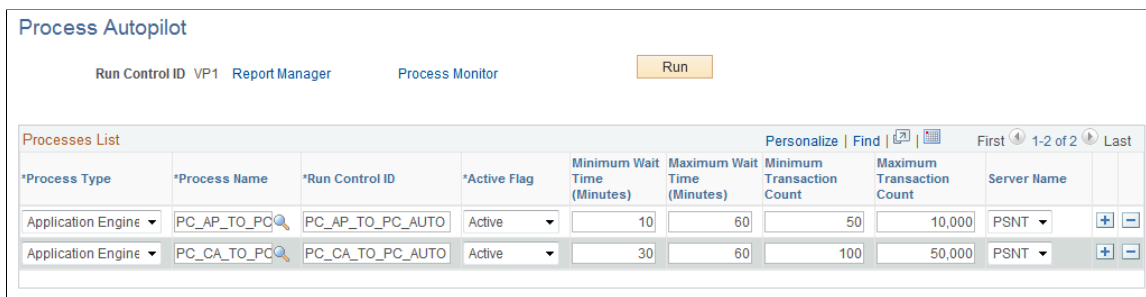 Process Autopilot
Run Control ID VP1 Report Manager Process Monitor Run
Processes List Personalize | Find | | First 1-2 of 2 Last
*Process Type *Process Name *Run Control ID *Active Flag Minimum Wait Time (Minutes) Maximum Wait Time (Minutes) Minimum Transaction Count Maximum Transaction Count Server Name
Application Engine PC_AP_TO_PC PC_AP_TO_PC_AUTO Active 10 60 50 10,000 PSNT + -
Application Engine PC_CA_TO_PC PC_CA_TO_PC_AUTO Active 30 60 100 50,000 PSNT + -